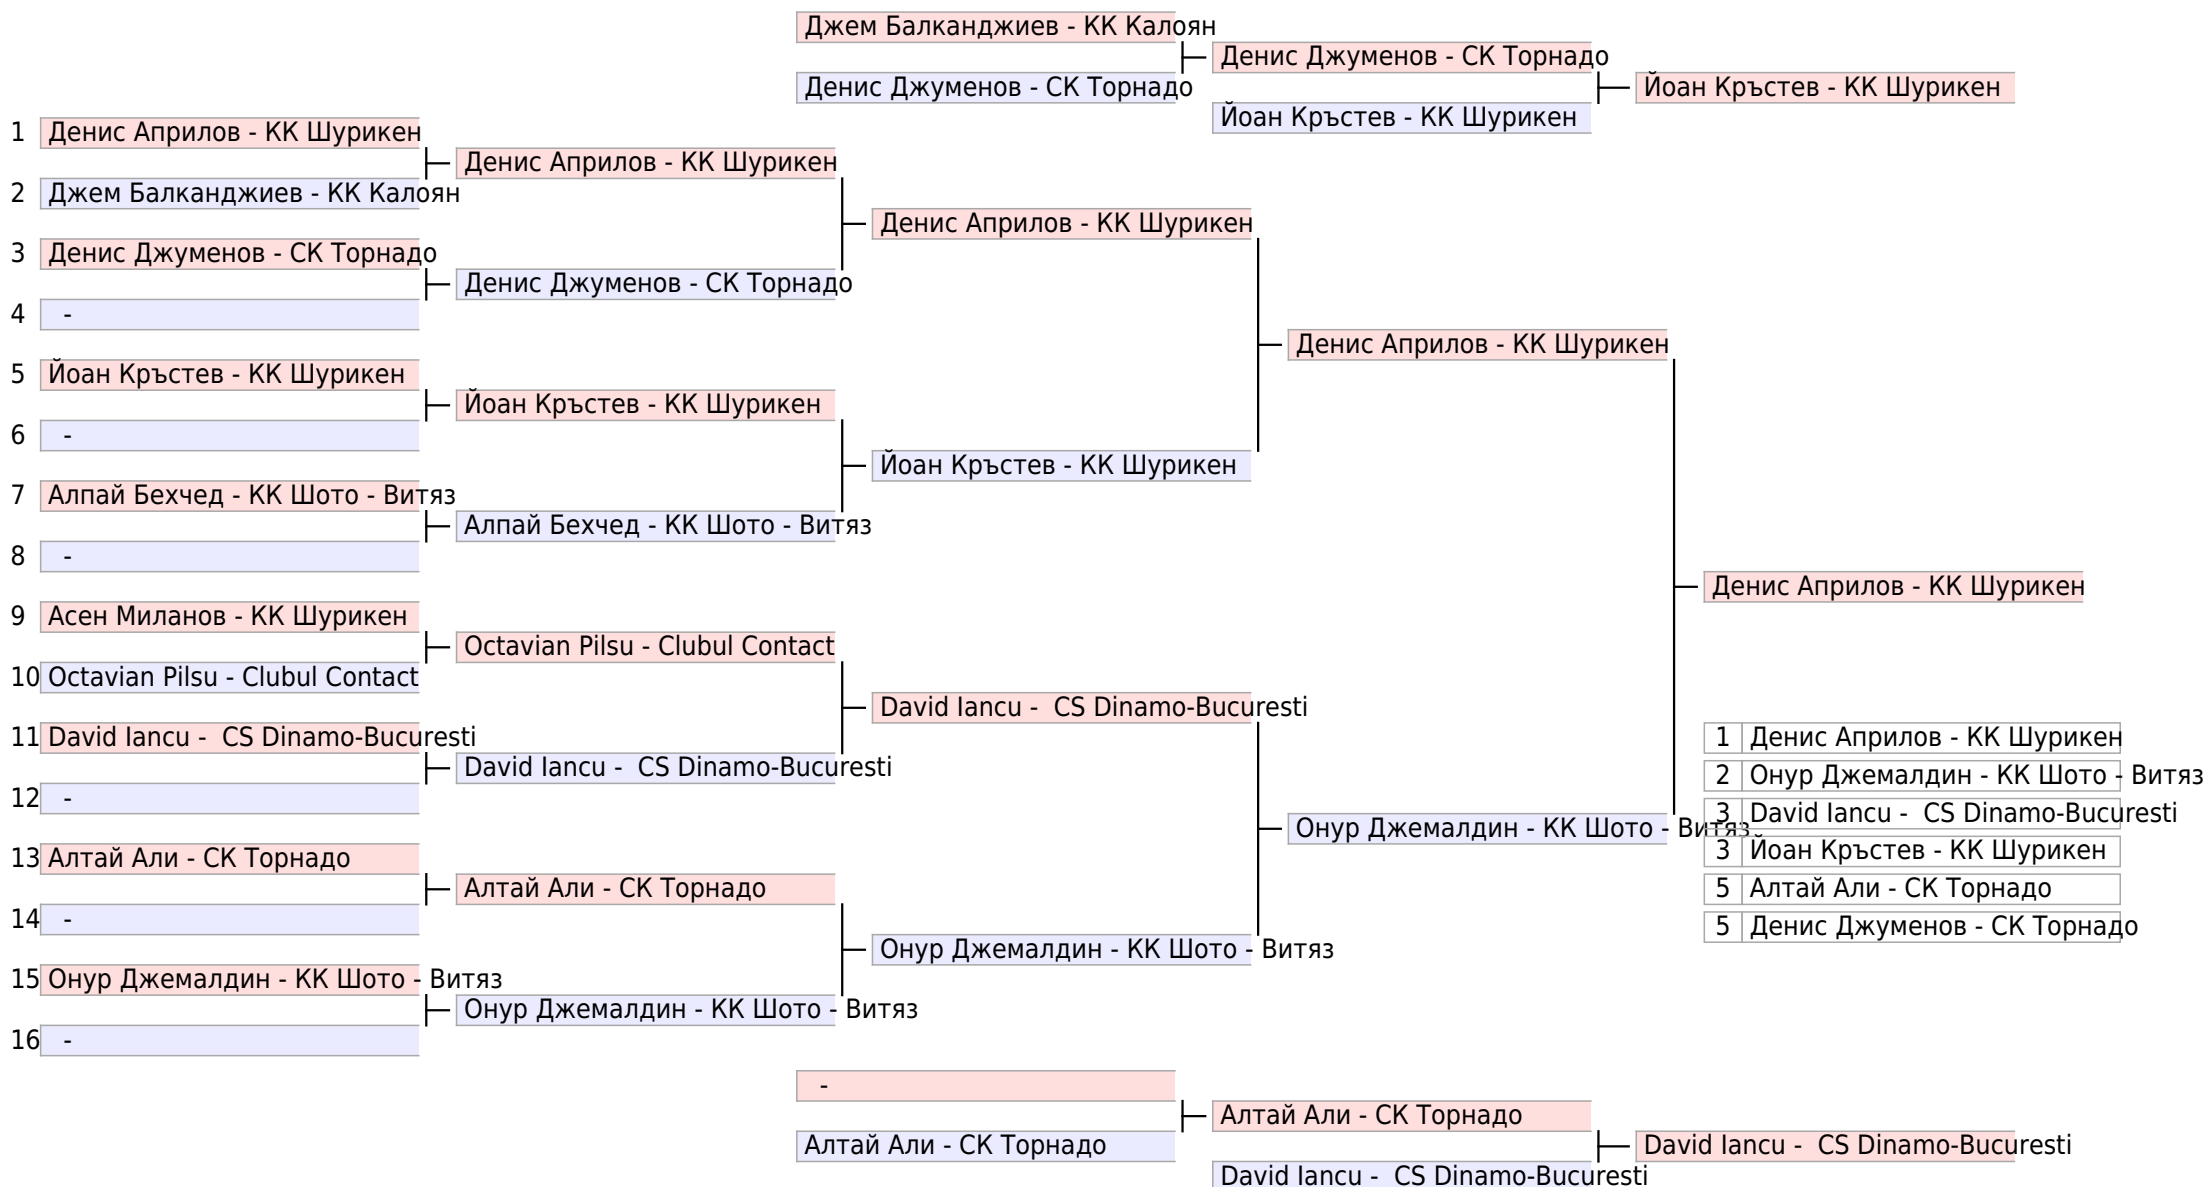 Джем Балканджиев - КК Калоян
Денис Джуменов - СК Торнадо
Денис Джуменов - СК Торнадо
Йоан Кръстев - КК Шурикен
Йоан Кръстев - КК Шурикен
1 Денис Априлов - КК Шурикен
2 Джем Балканджиев - КК Калоян
3 Денис Джуменов - СК Торнадо
4 -
5 Йоан Кръстев - КК Шурикен
6 -
7 Алпай Бехчед - КК Шото - Витяз
8 -
9 Асен Миланов - КК Шурикен
10 Octavian Pilsu - Clubul Contact
11 David Iancu -  CS Dinamo-Bucuresti
12 -
13 Алтай Али - СК Торнадо
14 -
15 Онур Джемалдин - КК Шото - Витяз
16 -
Денис Априлов - КК Шурикен
Денис Джуменов - СК Торнадо
Йоан Кръстев - КК Шурикен
Алпай Бехчед - КК Шото - Витяз
Octavian Pilsu - Clubul Contact
David Iancu -  CS Dinamo-Bucuresti
Алтай Али - СК Торнадо
Онур Джемалдин - КК Шото - Витяз
Денис Априлов - КК Шурикен
Йоан Кръстев - КК Шурикен
David Iancu -  CS Dinamo-Bucuresti
Онур Джемалдин - КК Шото - Витяз
Денис Априлов - КК Шурикен
Онур Джемалдин - КК Шото - Витяз
Денис Априлов - КК Шурикен
1 Денис Априлов - КК Шурикен
2 Онур Джемалдин - КК Шото - Витяз
3 David Iancu -  CS Dinamo-Bucuresti
3 Йоан Кръстев - КК Шурикен
5 Алтай Али - СК Торнадо
5 Денис Джуменов - СК Торнадо
-
Алтай Али - СК Торнадо
Алтай Али - СК Торнадо
David Iancu -  CS Dinamo-Bucuresti
David Iancu -  CS Dinamo-Bucuresti